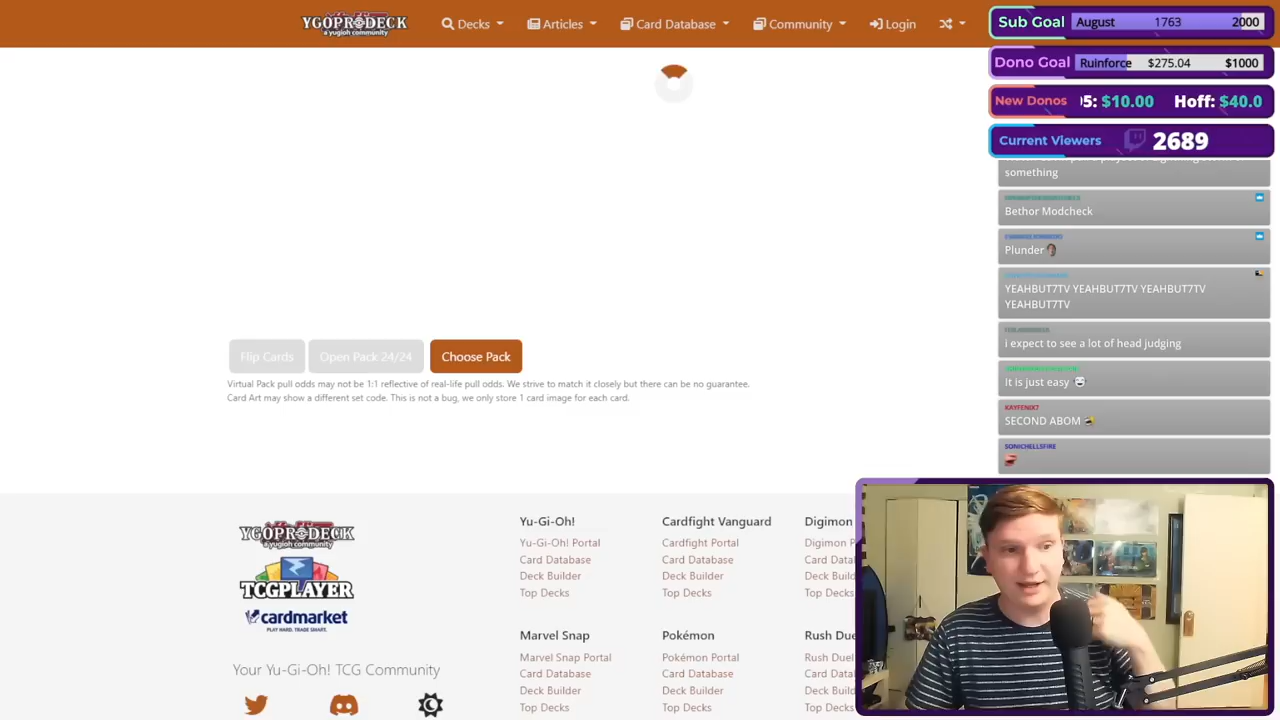 YGOPRODECK
a yugioh community
Decks
Articles
Card Database
Community
Login
Sub Goal
August 1763 2000
Dono Goal
Ruinforce $275.04 $1000
New Donos
$10.00 Hoff: $40.0
Current Viewers
2689
something
Bethor Modcheck
Plunder
YEAHBUT7TV YEAHBUT7TV YEAHBUT7TV
YEAHBUT7TV
i expect to see a lot of head judging
It is just easy
KAYFENIX7
SECOND ABOM
SONICHELLSFIRE
Flip Cards
Open Pack 24/24
Choose Pack
Virtual Pack pull odds may not be 1:1 reflective of real-life pull odds. We strive to match it closely but there can be no guarantee.
Card Art may show a different set code. This is not a bug, we only store 1 card image for each card.
YGOPRODECK
a yugioh community
TCGPLAYER
cardmarket
PLAY HARD. TRADE SMART.
Your Yu-Gi-Oh! TCG Community
Yu-Gi-Oh!
Yu-Gi-Oh! Portal
Card Database
Deck Builder
Top Decks
Cardfight Vanguard
Cardfight Portal
Card Database
Deck Builder
Top Decks
Digimon
Digimon P
Card Data
Deck Build
Top Decks
Marvel Snap
Marvel Snap Portal
Card Database
Deck Builder
Top Decks
Pokémon
Pokémon Portal
Card Database
Deck Builder
Top Decks
Rush Due
Rush Duel
Card Data
Deck Build
Top Decks